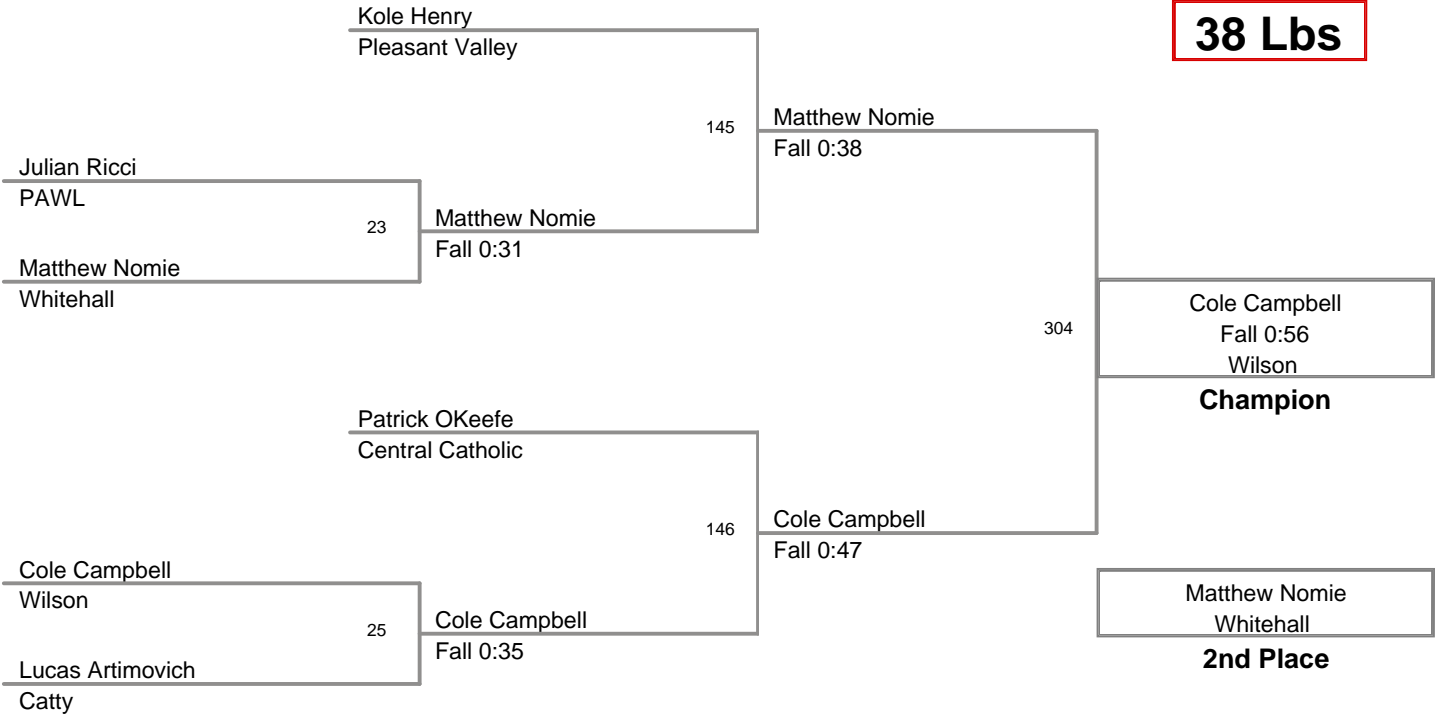 38 Lbs
Kole Henry
Pleasant Valley
145
Matthew Nomie
Fall 0:38
Julian Ricci
PAWL
23
Matthew Nomie
Fall 0:31
Matthew Nomie
Whitehall
304
Cole Campbell
Fall 0:56
Wilson
Champion
Patrick OKeefe
Central Catholic
146
Cole Campbell
Fall 0:47
Cole Campbell
Wilson
25
Cole Campbell
Fall 0:35
Lucas Artimovich
Catty
Matthew Nomie
Whitehall
2nd Place